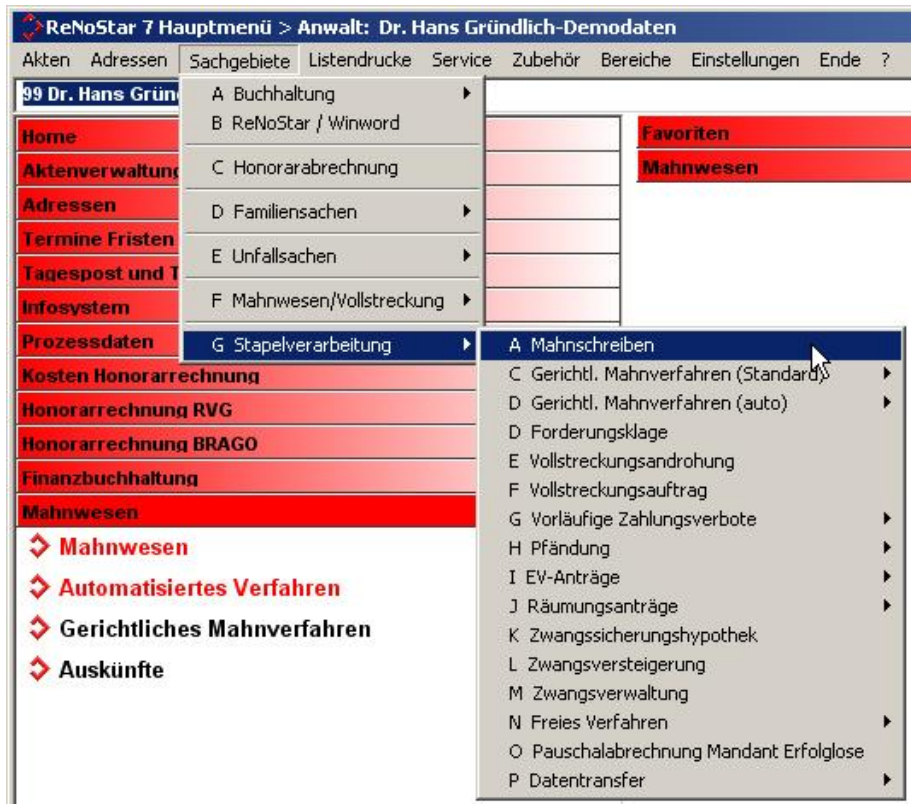 ReNoStar 7 Hauptmenü > Anwalt: Dr. Hans Gründlich-Demodaten
Akten Adressen Sachgebiete Listendrucke Service Zubehör Bereiche Einstellungen Ende ?
99 Dr. Hans Grün
A Buchhaltung
B ReNoStar / Winword
C Honorarabrechnung
D Familiensachen
E Unfallsachen
F Mahnwesen/Vollstreckung
G Stapelverarbeitung
Home
Aktenverwaltung
Adressen
Termine Fristen
Tagespost und T
Infosystem
Prozessdaten
Kosten Honorarrechnung
Honorarrechnung RVG
Honorarrechnung BRAGO
Finanzbuchhaltung
Mahnwesen
Mahnwesen
Automatisiertes Verfahren
Gerichtliches Mahnverfahren
Auskünfte
Favoriten
Mahnwesen
A Mahnschreiben
C Gerichtl. Mahnverfahren (Standard)
D Gerichtl. Mahnverfahren (auto)
D Forderungsklage
E Vollstreckungsandrohung
F Vollstreckungsauftrag
G Vorläufige Zahlungsverbote
H Pfändung
I EV-Anträge
J Räumungsanträge
K Zwangssicherungshypothek
L Zwangsversteigerung
M Zwangsverwaltung
N Freies Verfahren
O Pauschalabrechnung Mandant Erfolglose
P Datentransfer